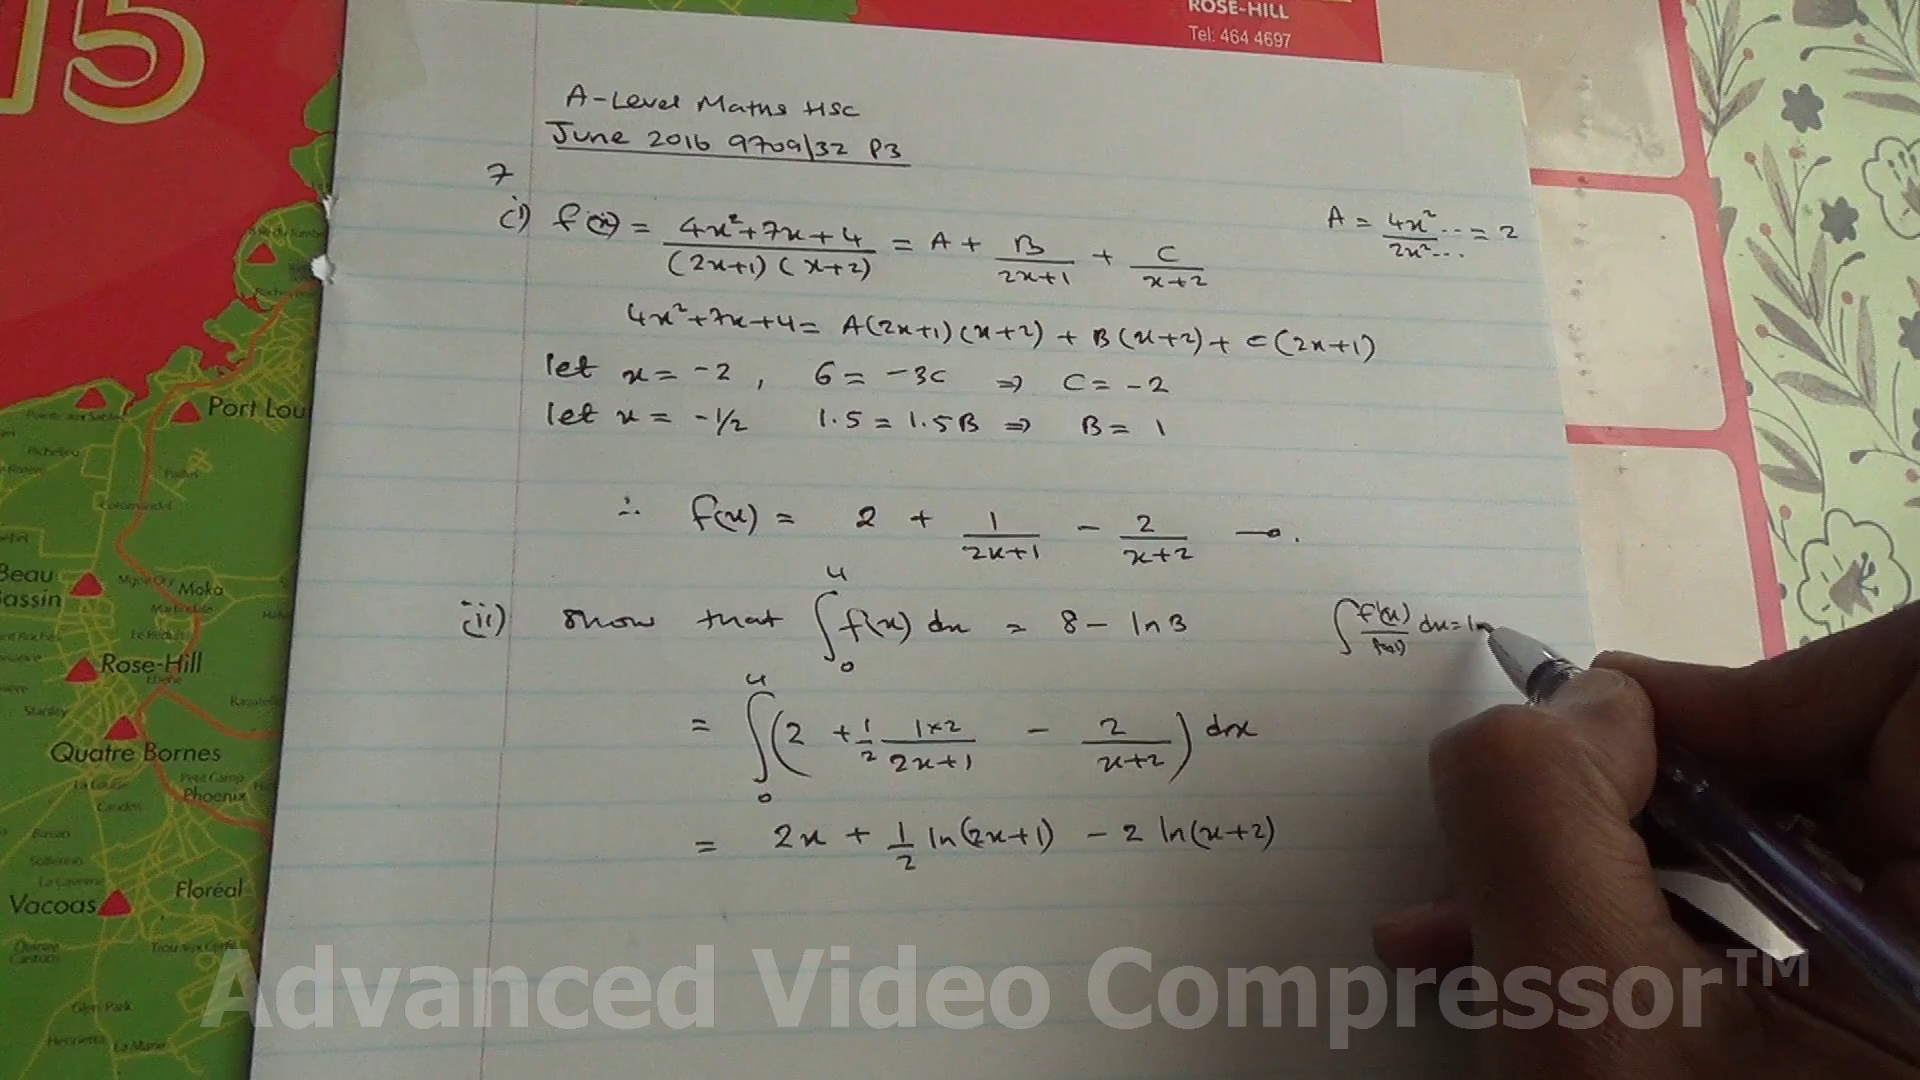 15
ROSE-HILL
Tel: 464 4697
A-Level Maths HSC
June 2016 9709/32 P3
7
(i) f(x) = 4x²+7x+4 / (2x+1)(x+2) = A + B / 2x+1 + C / x+2
A = 4x² ... / 2x² ... = 2
4x²+7x+4 = A(2x+1)(x+2) + B(x+2) + C(2x+1)
let x = -2, 6 = -3C ⇒ C = -2
let x = -1/2 1.5 = 1.5B ⇒ B = 1
∴ f(x) = 2 + 1 / 2x+1 - 2 / x+2
(ii) Show that ∫₀⁴ f(x) dx = 8 - ln3
∫ f'(x) / f(x) dx = ln
= ∫₀⁴ (2 + 1/2 1×2 / 2x+1 - 2 / x+2) dx
= 2x + 1/2 ln(2x+1) - 2 ln(x+2)
Port Lou
Beau
assin
Moka
Rose-Hill
Quatre Bornes
Phoenix
Vacoas
Floréal
Advanced Video Compressor™